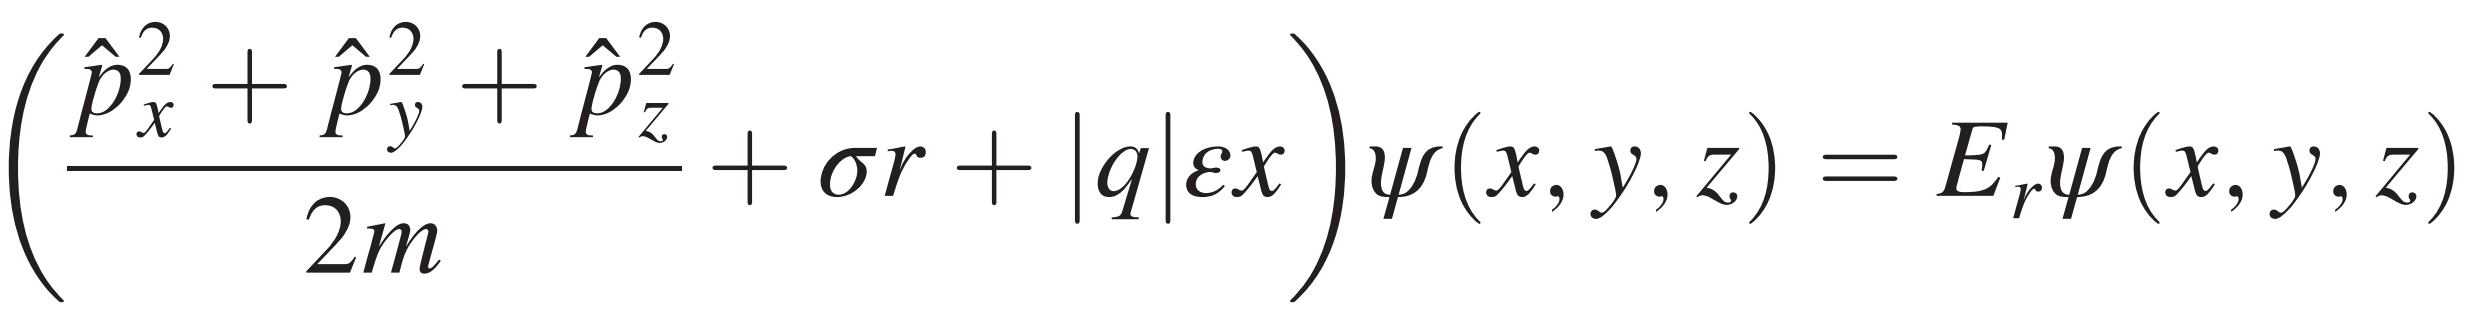 $$\left(\frac{\hat{p}_x^2 + \hat{p}_y^2 + \hat{p}_z^2}{2m} + \sigma r + |q|\varepsilon x\right)\psi(x, y, z) = E_r\psi(x, y, z)$$